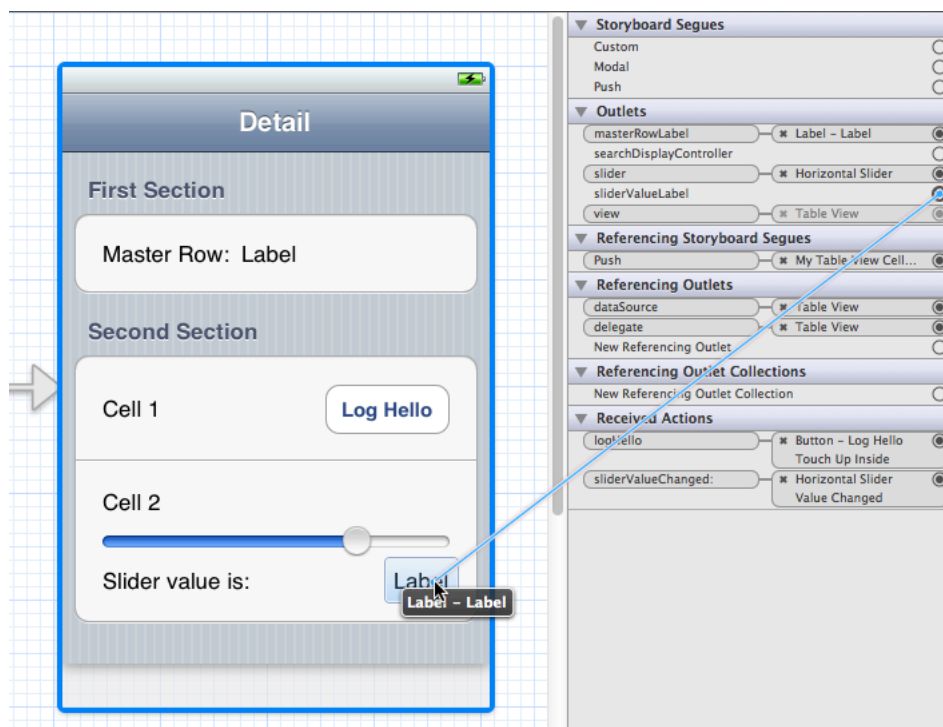 Detail
First Section
Master Row: Label
Second Section
Cell 1
Log Hello
Cell 2
Slider value is:
Label
Label – Label
Storyboard Segues
Custom
Modal
Push
Outlets
masterRowLabel
Label – Label
searchDisplayController
slider
Horizontal Slider
sliderValueLabel
view
Table View
Referencing Storyboard Segues
Push
My Table View Cell...
Referencing Outlets
dataSource
Table View
delegate
Table View
New Referencing Outlet
Referencing Outlet Collections
New Referencing Outlet Collection
Received Actions
logHello
Button – Log Hello
Touch Up Inside
sliderValueChanged:
Horizontal Slider
Value Changed